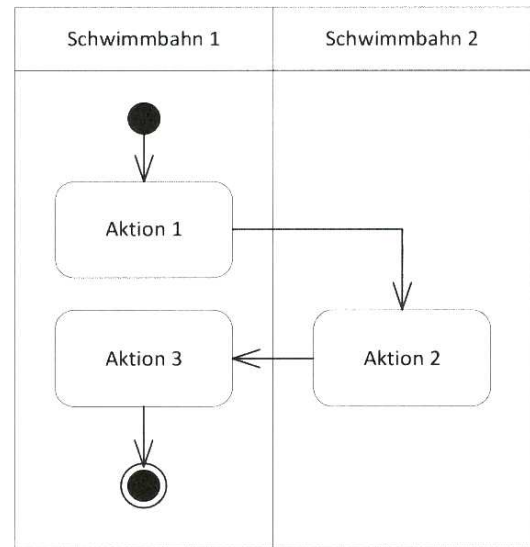 Schwimmbahn 1
Schwimmbahn 2
Aktion 1
Aktion 3
Aktion 2